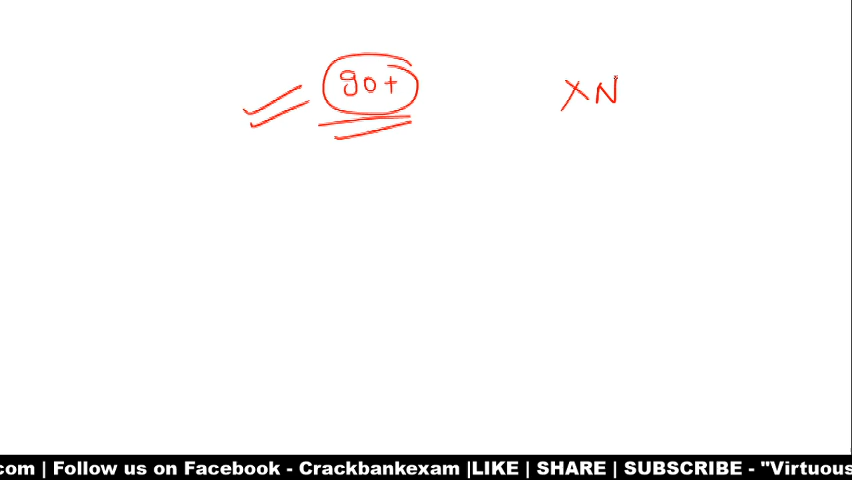 90+ XN
com | Follow us on Facebook - Crackbankexam |LIKE | SHARE | SUBSCRIBE - "Virtuous